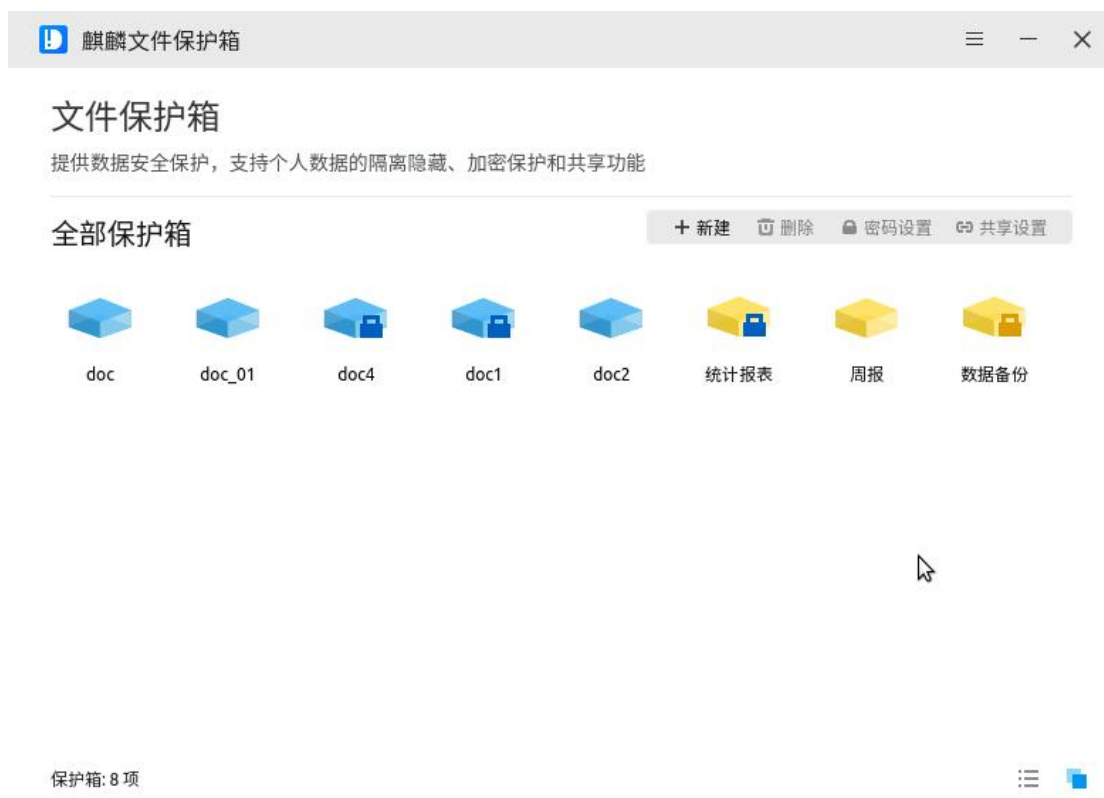 麒麟文件保护箱
文件保护箱
提供数据安全保护，支持个人数据的隔离隐藏、加密保护和共享功能
全部保护箱
新建 删除 密码设置 共享设置
doc doc_01 doc4 doc1 doc2 统计报表 周报 数据备份
保护箱: 8 项